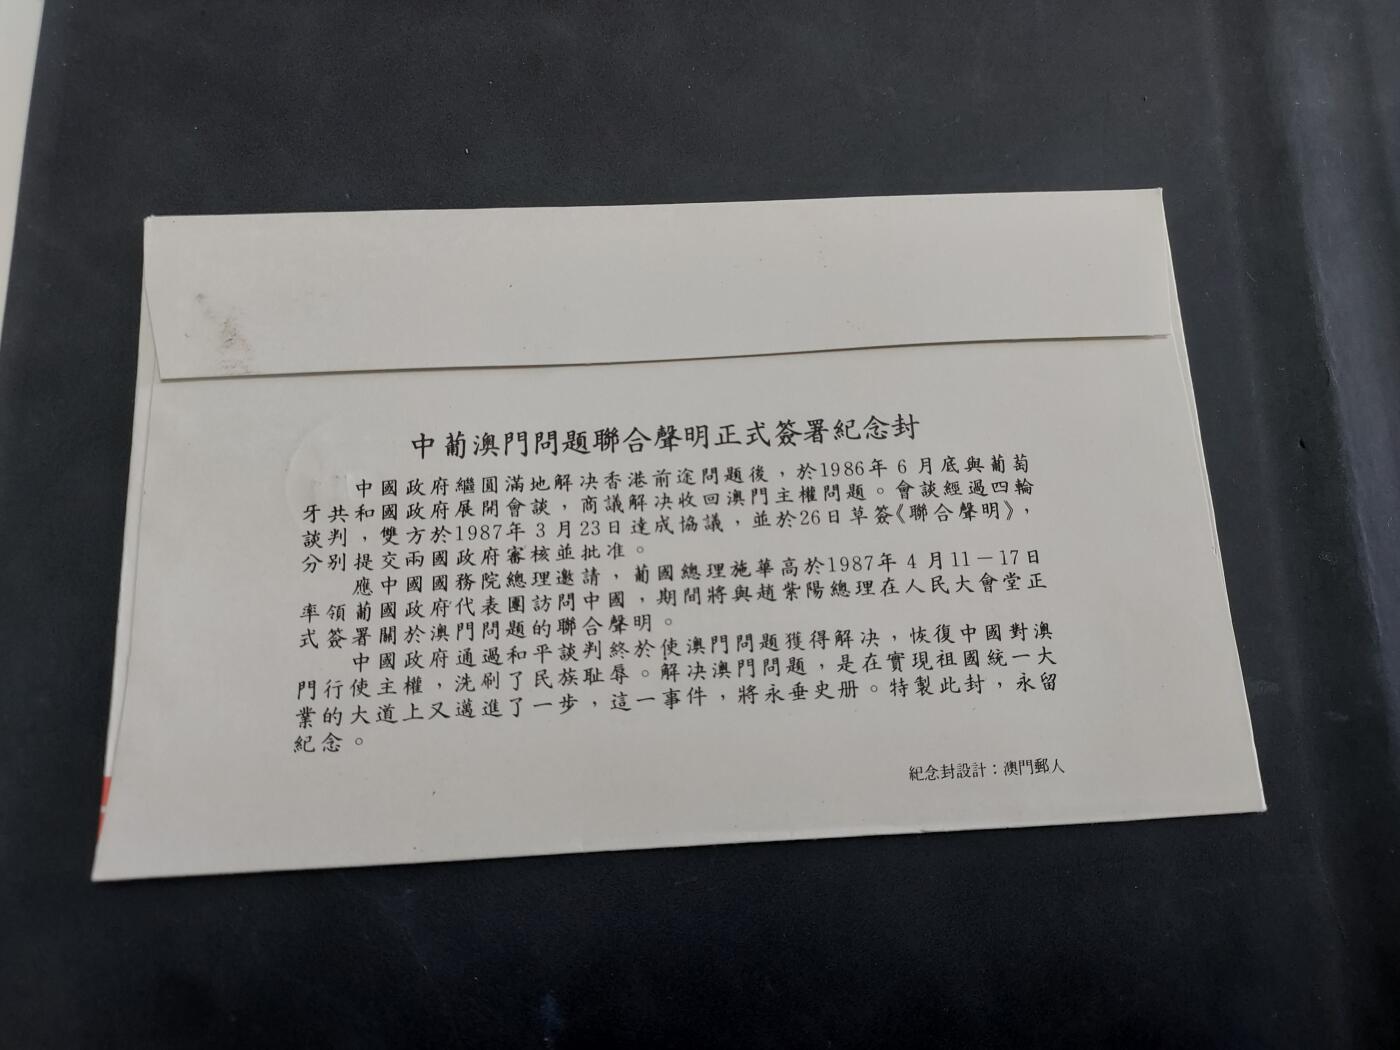 中葡澳門問題聯合聲明正式簽署紀念封
中國政府繼圓滿地解决香港前途問題後，於1986年6月底與葡萄
牙共和國政府展開會談，商議解决收回澳門主權問題。會談經過四輪
談判，雙方於1987年3月23日達成協議，並於26日草簽《聯合聲明》，
分別提交兩國政府審核並批准。
應中國國務院總理邀請，葡國總理施華高於1987年4月11－17日
率領葡國政府代表團訪問中國，期間將與趙紫陽總理在人民大會堂正
式簽署關於澳門問題的聯合聲明。
中國政府通過和平談判終於使澳門問題獲得解决，恢復中國對澳
門行使主權，洗刷了民族耻辱。解决澳門問題，是在實現祖國統一大
業的大道上又邁進了一步，這一事件，將永垂史册。特製此封，永留
紀念。
紀念封設計：澳門郵人